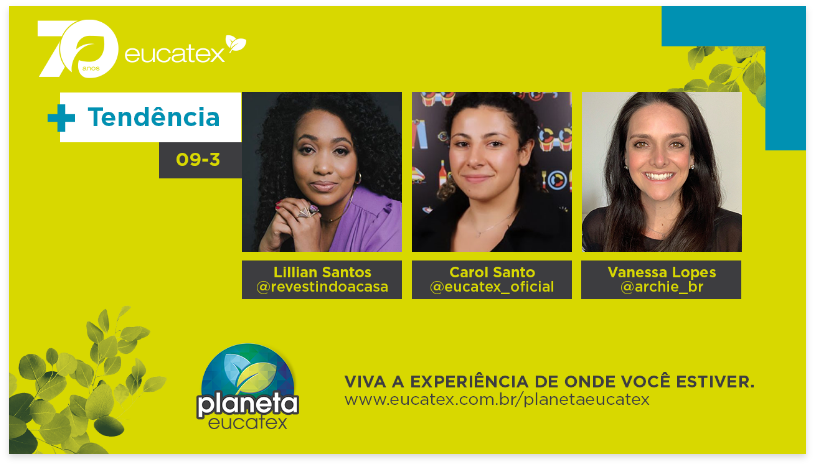 70 anos eucatex
+ Tendência
09-3
Lillian Santos
@revestindoacasa
Carol Santo
@eucatex_oficial
Vanessa Lopes
@archie_br
planeta
eucatex
VIVA A EXPERIÊNCIA DE ONDE VOCÊ ESTIVER.
www.eucatex.com.br/planetaeucatex